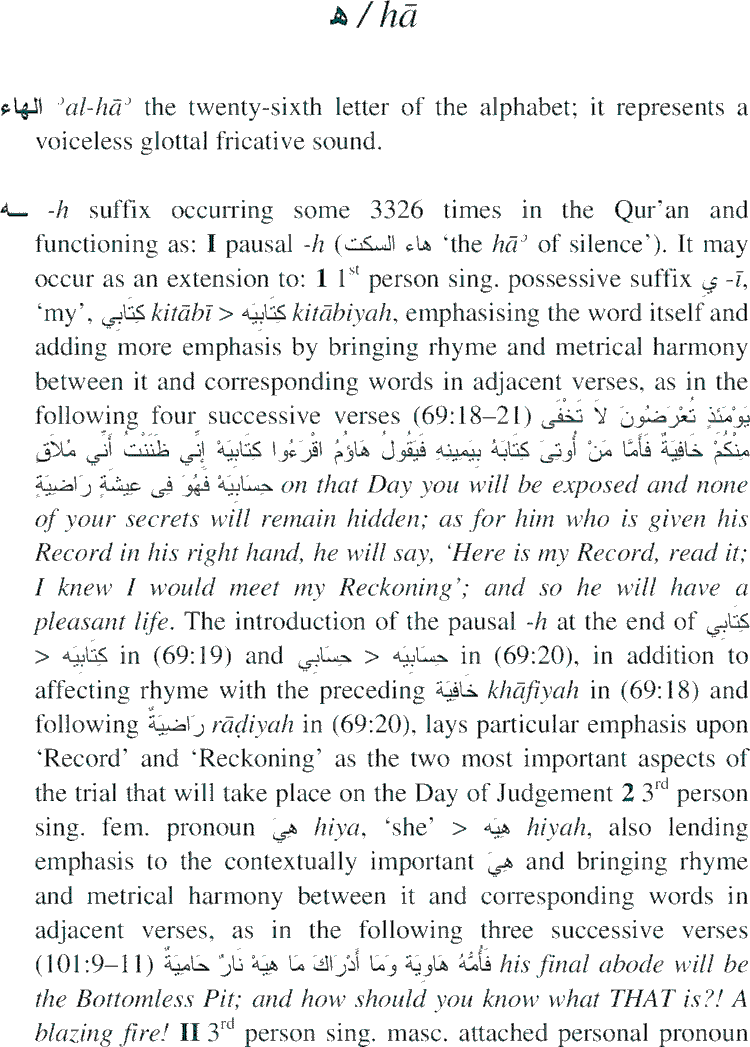 ﻫ / hā
الهاء ʾal-hāʾ the twenty-sixth letter of the alphabet; it represents a
voiceless glottal fricative sound.
ـه -h suffix occurring some 3326 times in the Qur’an and
functioning as: I pausal -h (هاء السكت ‘the hāʾ of silence’). It may
occur as an extension to: 1 1st person sing. possessive suffix ي -ī,
‘my’, كِتَابِي kitābī > كِتَابِيَه kitābiyah, emphasising the word itself and
adding more emphasis by bringing rhyme and metrical harmony
between it and corresponding words in adjacent verses, as in the
following four successive verses (69:18–21) يَوْمَئِذٍ تُعْرَضُونَ لاَ تَخْفَى
مِنْكُمْ خَافِيَةٌ فَأَمَّا مَنْ أُوتِىَ كِتَابَهُ بِيَمِينِهِ فَيَقُولُ هَاؤُمُ اقْرَءُوا كِتَابِيَهْ إِنِّي ظَنَنْتُ أَنِّي مُلاَقٍ
حِسَابِيَهْ فَهُوَ فِى عِيشَةٍ رَاضِيَةٍ on that Day you will be exposed and none
of your secrets will remain hidden; as for him who is given his
Record in his right hand, he will say, ‘Here is my Record, read it;
I knew I would meet my Reckoning’; and so he will have a
pleasant life. The introduction of the pausal -h at the end of كِتَابِي
> كِتَابِيَه in (69:19) and حِسَابِي > حِسَابِيَه in (69:20), in addition to
affecting rhyme with the preceding خَافِيَة khāfiyah in (69:18) and
following رَاضِيَةٌ rāḍiyah in (69:20), lays particular emphasis upon
‘Record’ and ‘Reckoning’ as the two most important aspects of
the trial that will take place on the Day of Judgement 2 3rd person
sing. fem. pronoun هِيَ hiya, ‘she’ > هِيَه hiyah, also lending
emphasis to the contextually important هِيَ and bringing rhyme
and metrical harmony between it and corresponding words in
adjacent verses, as in the following three successive verses
(101:9–11) فَأُمُّهُ هَاوِيَة وَمَا أَدْرَاكَ مَا هِيَهْ نَارٌ حَامِيَةٌ his final abode will be
the Bottomless Pit; and how should you know what THAT is?! A
blazing fire! II 3rd person sing. masc. attached personal pronoun